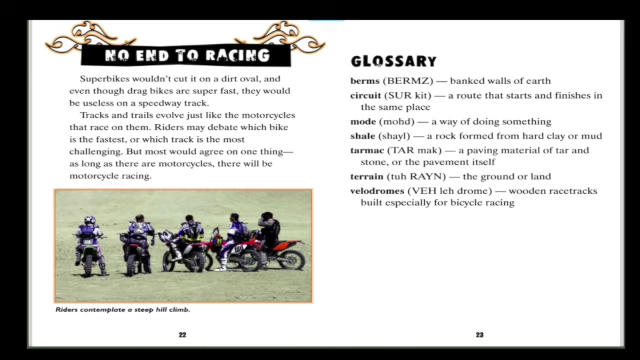 NO END TO RACING
Superbikes wouldn't cut it on a dirt oval, and
even though drag bikes are super fast, they would
be useless on a speedway track.
Tracks and trails evolve just like the motorcycles
that race on them. Riders may debate which bike
is the fastest, or which track is the most
challenging. But most would agree on one thing—
as long as there are motorcycles, there will be
motorcycle racing.
Riders contemplate a steep hill climb.
22
GLOSSARY
berms (BERMZ) — banked walls of earth
circuit (SUR kit) — a route that starts and finishes in
the same place
mode (mohd) — a way of doing something
shale (shayl) — a rock formed from hard clay or mud
tarmac (TAR mak) — a paving material of tar and
stone, or the pavement itself
terrain (tuh RAYN) — the ground or land
velodromes (VEH leh drome) — wooden racetracks
built especially for bicycle racing
23